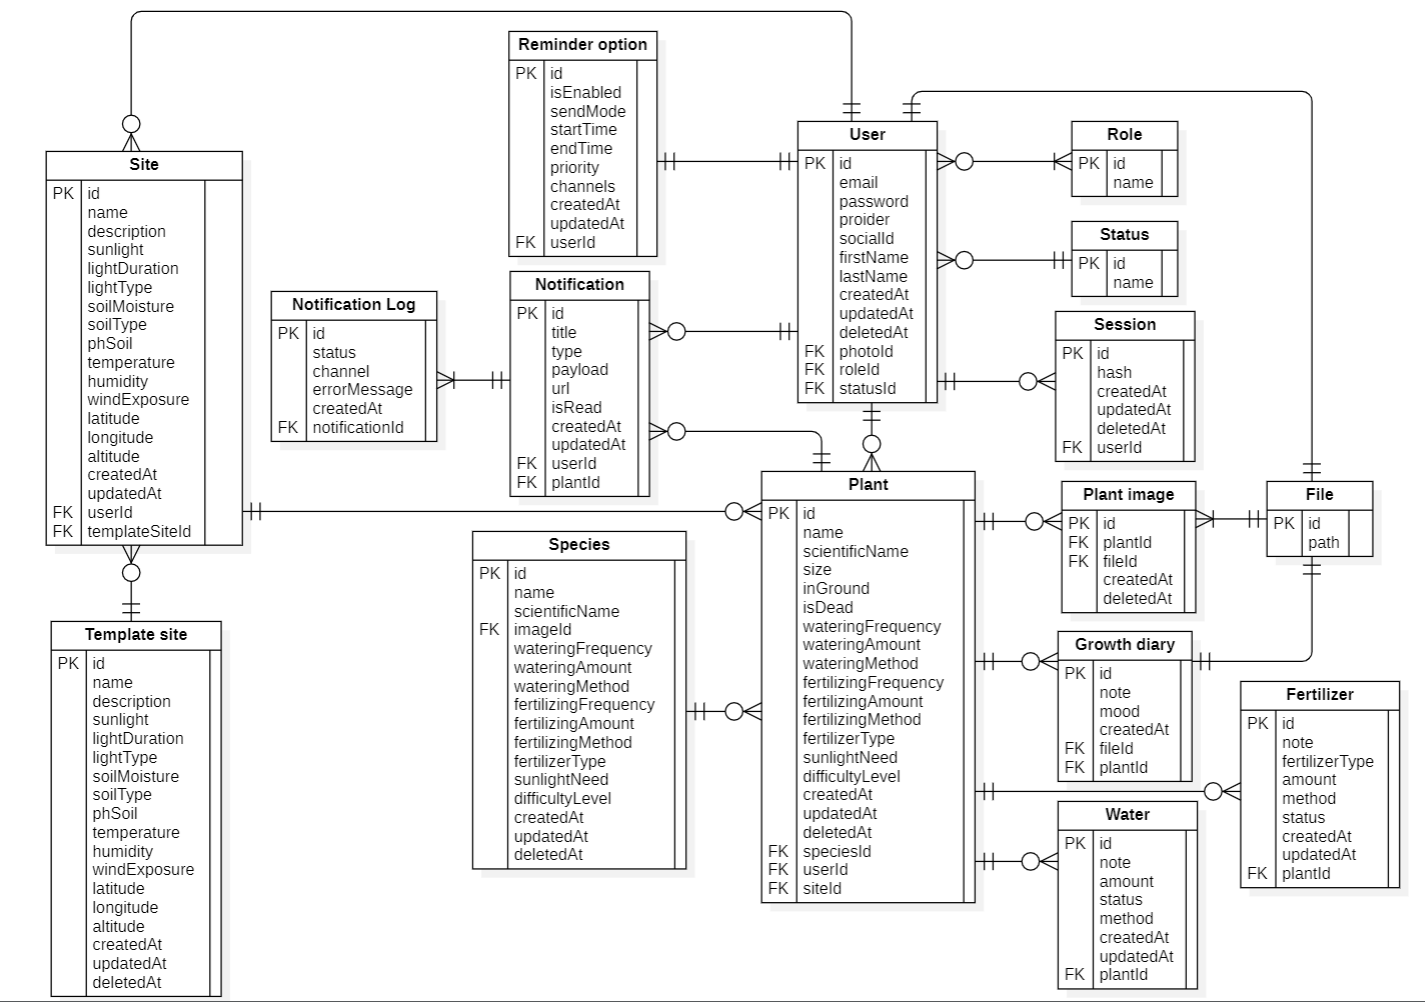 Reminder option
PK id
isEnabled
sendMode
startTime
endTime
priority
channels
createdAt
updatedAt
FK userId
User
PK id
email
password
proider
socialId
firstName
lastName
createdAt
updatedAt
deletedAt
FK photoId
FK roleId
FK statusId
Role
PK id
name
Status
PK id
name
Site
PK id
name
description
sunlight
lightDuration
lightType
soilMoisture
soilType
phSoil
temperature
humidity
windExposure
latitude
longitude
altitude
createdAt
updatedAt
FK userId
FK templateSiteId
Notification Log
PK id
status
channel
errorMessage
createdAt
FK notificationId
Notification
PK id
title
type
payload
url
isRead
createdAt
updatedAt
FK userId
FK plantId
Session
PK id
hash
createdAt
updatedAt
deletedAt
FK userId
Plant
PK id
name
scientificName
size
inGround
isDead
wateringFrequency
wateringAmount
wateringMethod
fertilizingFrequency
fertilizingAmount
fertilizingMethod
fertilizerType
sunlightNeed
difficultyLevel
createdAt
updatedAt
deletedAt
FK speciesId
FK userId
FK siteId
Plant image
PK id
FK plantId
FK fileId
createdAt
deletedAt
File
PK id
path
Species
PK id
name
scientificName
FK imageId
wateringFrequency
wateringAmount
wateringMethod
fertilizingFrequency
fertilizingAmount
fertilizingMethod
fertilizerType
sunlightNeed
difficultyLevel
createdAt
updatedAt
deletedAt
Template site
PK id
name
description
sunlight
lightDuration
lightType
soilMoisture
soilType
phSoil
temperature
humidity
windExposure
latitude
longitude
altitude
createdAt
updatedAt
deletedAt
Growth diary
PK id
note
mood
createdAt
FK fileId
FK plantId
Fertilizer
PK id
note
fertilizerType
amount
method
status
createdAt
updatedAt
FK plantId
Water
PK id
note
amount
status
method
createdAt
updatedAt
FK plantId